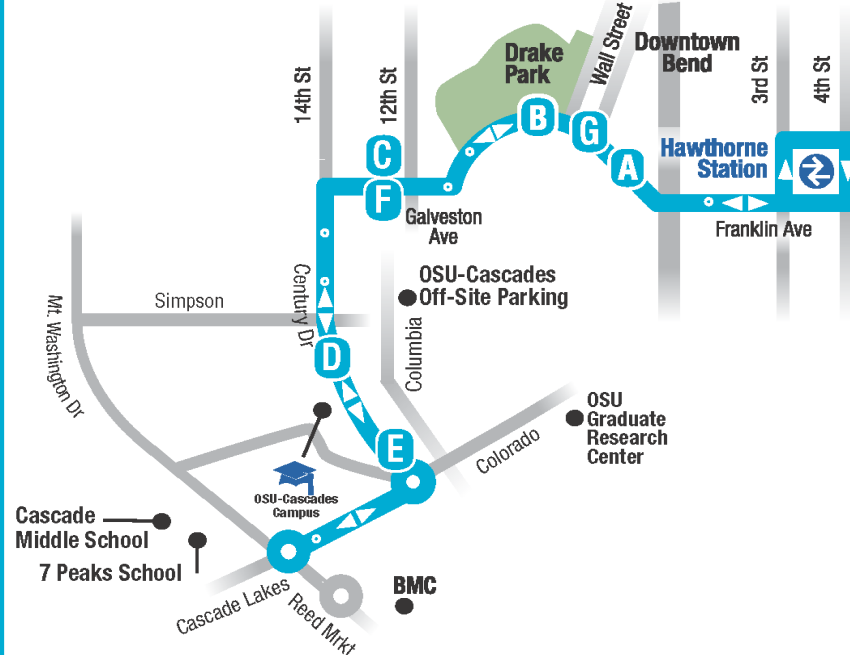 Drake
Park
Wall Street
Downtown
Bend
14th St
12th St
3rd St
4th St
B
G
A
C
F
Hawthorne
Station
Galveston
Ave
Franklin Ave
OSU-Cascades
Off-Site Parking
Simpson
Century Dr
Columbia
Mt. Washington Dr
D
E
OSU
Graduate
Research
Center
Colorado
OSU-Cascades
Campus
Cascade
Middle School
7 Peaks School
BMC
Cascade Lakes
Reed Mrkt